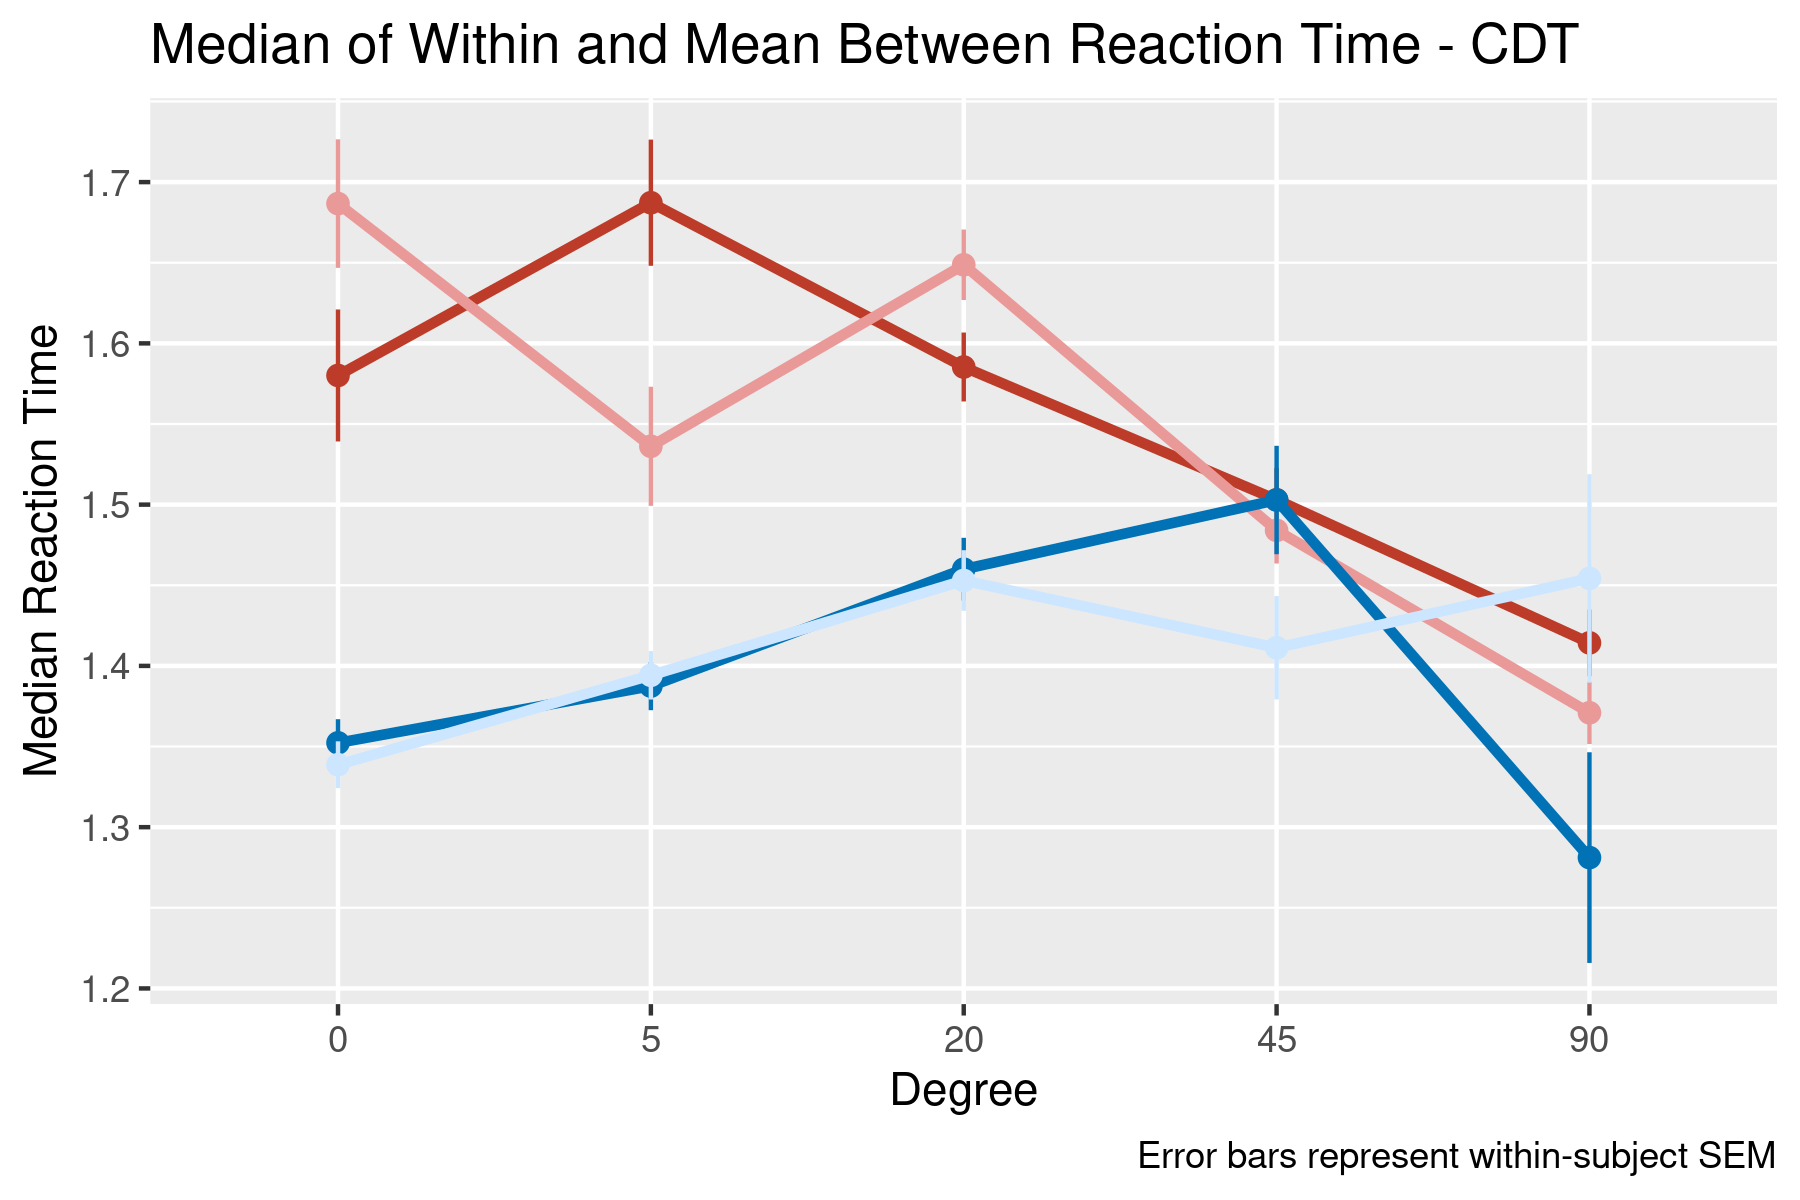 Median of Within and Mean Between Reaction Time - CDT
Median Reaction Time
1.7
1.6
1.5
1.4
1.3
1.2
0 5 20 45 90
Degree
Error bars represent within-subject SEM